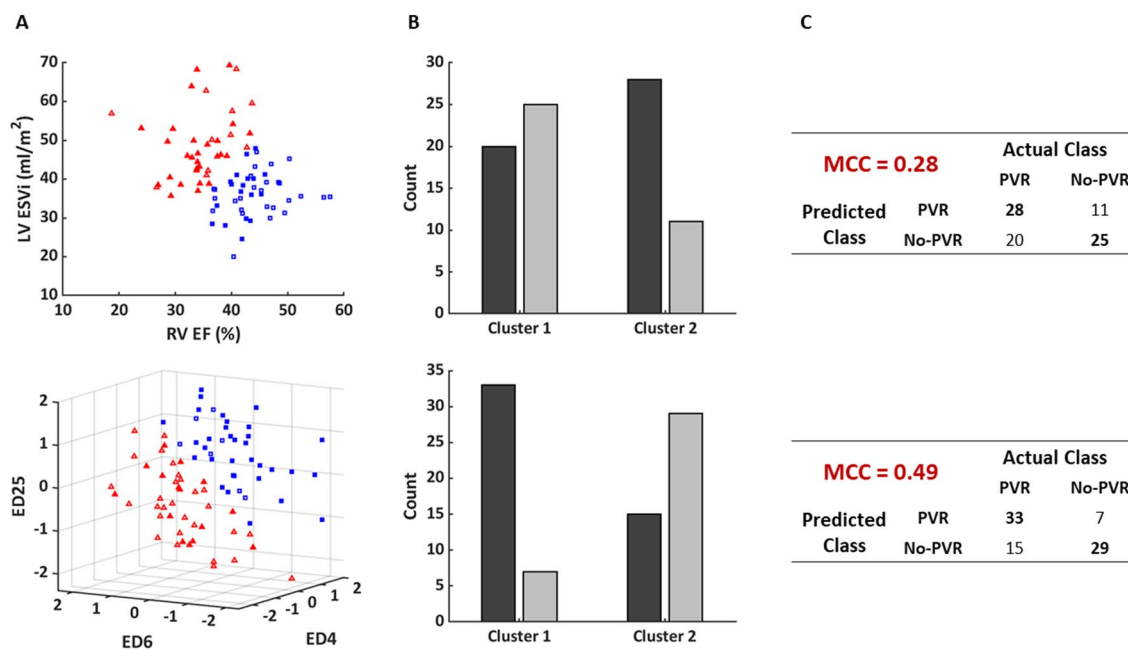 A
B
C
70
60
50
40
30
20
10
LV ESVi (ml/m²)
10 20 30 40 50 60
RV EF (%)
30
25
20
15
10
5
0
Count
Cluster 1 Cluster 2
MCC = 0.28 Actual Class
PVR No-PVR
Predicted PVR 28 11
Class No-PVR 20 25
2
1
0
-1
-2
ED25
2 1 0 -1 -2
ED6
-2 -1 0 1 2
ED4
35
30
25
20
15
10
5
0
Count
Cluster 1 Cluster 2
MCC = 0.49 Actual Class
PVR No-PVR
Predicted PVR 33 7
Class No-PVR 15 29